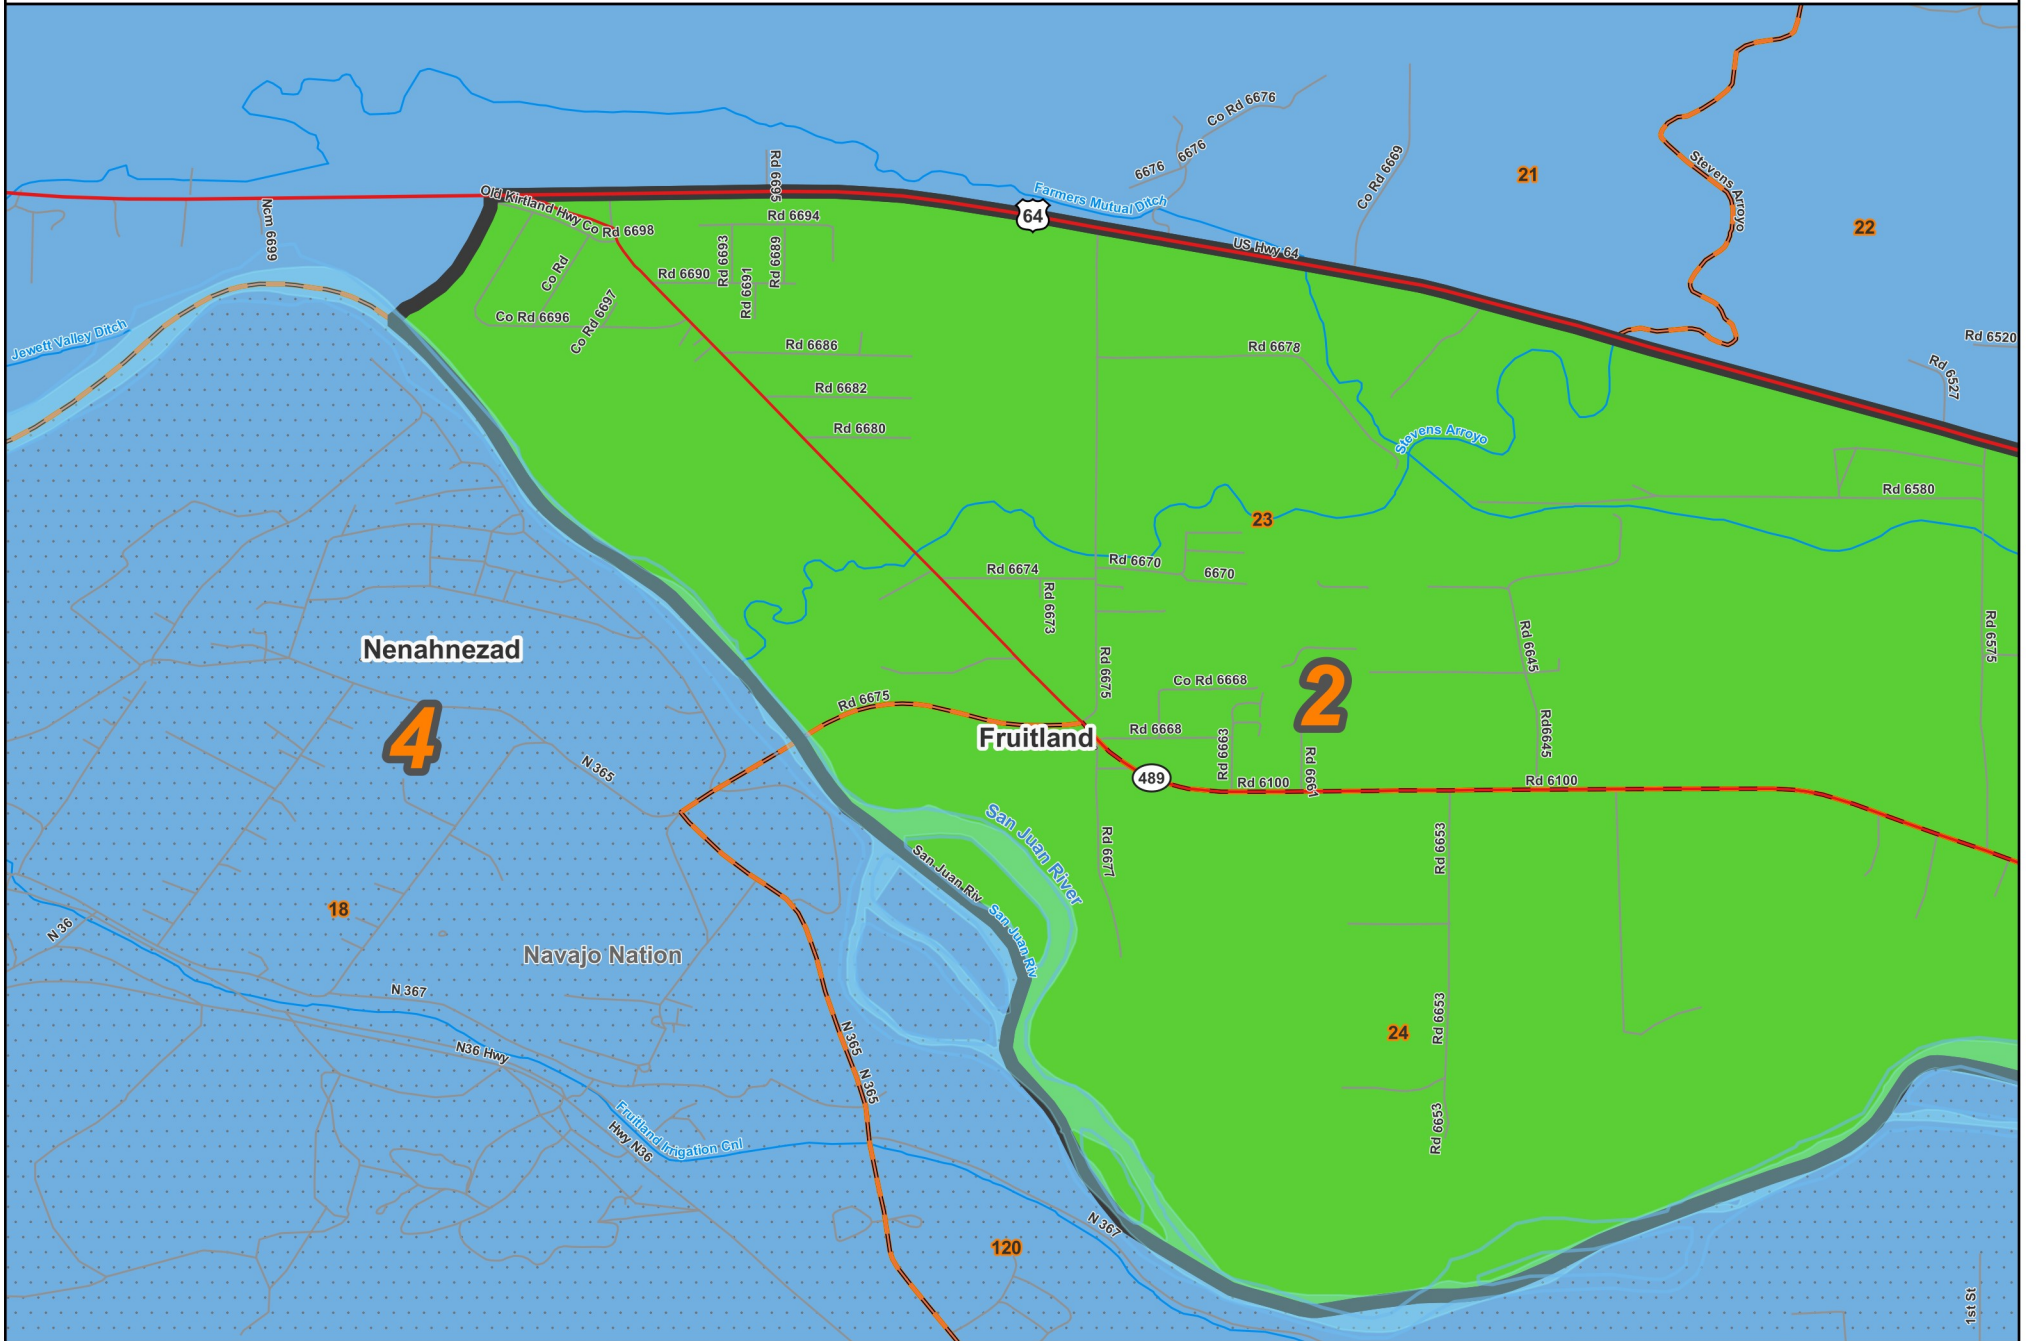 Co Rd 6676
6676
6676
Co Rd 6669
21
Stevens Arroyo
22
Rd 6695
Farmers Mutual Ditch
64
US Hwy 64
Old Kirtland Hwy
Co Rd 6698
Ncm 6699
Rd 6694
Rd 6693
Rd 6689
Rd 6690
Rd 6691
Co Rd
Co Rd 6696
Co Rd 6697
Jewett Valley Ditch
Rd 6520
Rd 6527
Rd 6686
Rd 6678
Rd 6682
Rd 6680
Stevens Arroyo
Rd 6580
23
Rd 6674
Rd 6670
6670
Rd 6673
Rd 6645
Rd 6575
Nenahnezad
Rd 6675
Co Rd 6668
2
Rd 6675
4
Fruitland
Rd 6668
Rd6645
Rd 6663
Rd 6661
N 365
489
Rd 6100
Rd 6100
San Juan River
Rd 6677
Rd 6653
San Juan Riv
San Juan Riv
18
N 36
Navajo Nation
N 367
Rd 6653
24
N 365
N36 Hwy
N 365
Fruitland Irrigation Cnl
Hwy N36
Rd 6653
N 367
120
1st St